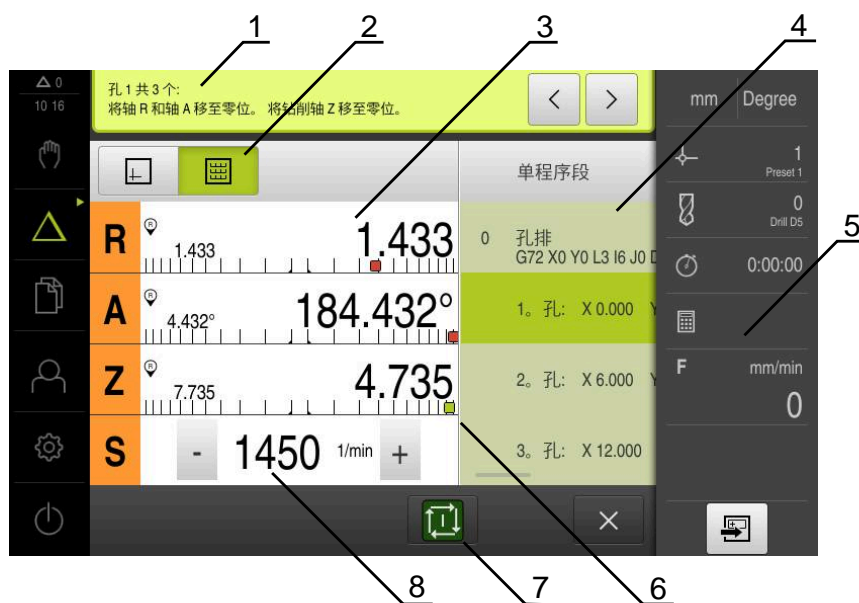 1
2
3
4
0
10 16
孔 1 共 3 个:
将轴 R 和轴 A 移至零位。 将钻削轴 Z 移至零位。
< >
mm Degree
1
Preset 1
单程序段
0
Drill D5
5
R
R 1.433 1.433
0 孔排
G72 X0 Y0 L3 I6 J0 D
0:00:00
A
R 4.432° 184.432°
1。孔: X 0.000 Y
Z
R 7.735 4.735
2。孔: X 6.000 Y
F mm/min
0
S - 1450 1/min +
3。孔: X 12.000
8
7
6